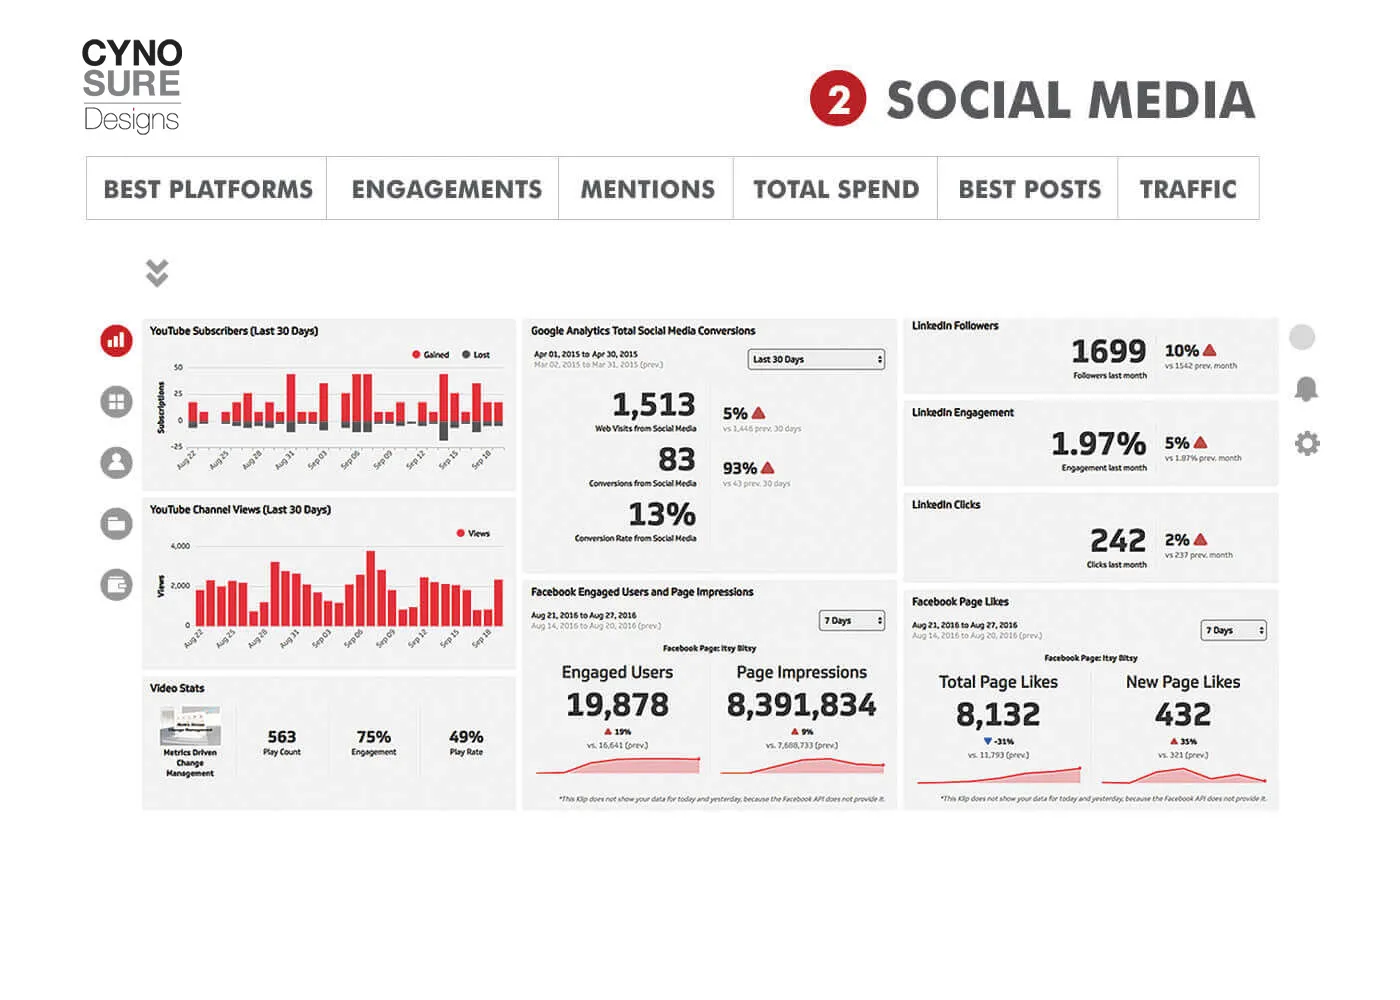 CYNO
SURE
Designs
2 SOCIAL MEDIA
BEST PLATFORMS ENGAGEMENTS MENTIONS TOTAL SPEND BEST POSTS TRAFFIC
YouTube Subscribers (Last 30 Days)
Gained Lost
Subscriptions
50
25
0
-25
Aug 22 Aug 25 Aug 28 Aug 31 Sep 03 Sep 06 Sep 09 Sep 12 Sep 15 Sep 18
YouTube Channel Views (Last 30 Days)
Views
Views
4,000
2,000
0
Aug 22 Aug 25 Aug 28 Aug 31 Sep 03 Sep 06 Sep 09 Sep 12 Sep 15 Sep 18
Video Stats
Metrics Driven
Change Management
Metrics Driven
Change
Management
563
Play Count
75%
Engagement
49%
Play Rate
Google Analytics Total Social Media Conversions
Apr 01, 2015 to Apr 30, 2015
Mar 02, 2015 to Mar 31, 2015 (prev.)
Last 30 Days
1,513
Web Visits from Social Media
5%
vs 1,446 prev. 30 days
83
Conversions from Social Media
93%
vs 43 prev. 30 days
13%
Conversion Rate from Social Media
Facebook Engaged Users and Page Impressions
Aug 21, 2016 to Aug 27, 2016
Aug 14, 2016 to Aug 20, 2016 (prev.)
7 Days
Facebook Page: Itsy Bitsy
Engaged Users
19,878
19%
vs. 16,641 (prev.)
Page Impressions
8,391,834
9%
vs. 7,688,733 (prev.)
*This Klip does not show your data for today and yesterday, because the Facebook API does not provide it.
LinkedIn Followers
1699
Followers last month
10%
vs 1542 prev. month
LinkedIn Engagement
1.97%
Engagement last month
5%
vs 1.87% prev. month
LinkedIn Clicks
242
Clicks last month
2%
vs 237 prev. month
Facebook Page Likes
Aug 21, 2016 to Aug 27, 2016
Aug 14, 2016 to Aug 20, 2016 (prev.)
7 Days
Facebook Page: Itsy Bitsy
Total Page Likes
8,132
-31%
vs. 11,793 (prev.)
New Page Likes
432
35%
vs. 321 (prev.)
*This Klip does not show your data for today and yesterday, because the Facebook API does not provide it.